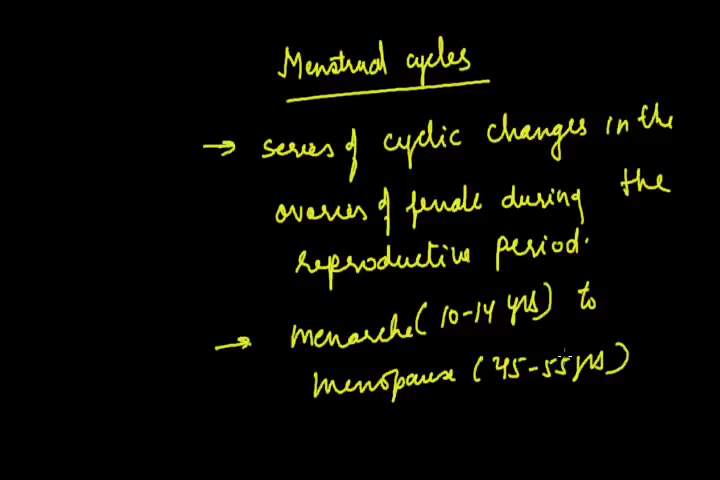 Menstrual cycles
→ series of cyclic changes in the
ovaries of female during the
reproductive period.
→ menarche (10-14 yrs) to
menopause (45-55 yrs)